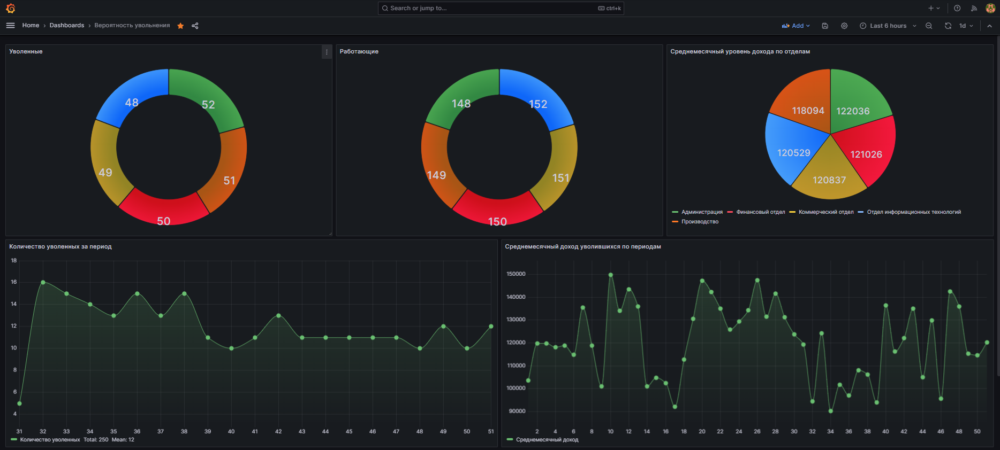 Search or jump to... ctrl+k
Home › Dashboards › Вероятность увольнения
Add Last 6 hours 1d
Уволенные
48
52
49
51
50
Работающие
148
152
149
151
150
Среднемесячный уровень дохода по отделам
118094
122036
120529
121026
120837
Администрация Финансовый отдел Коммерческий отдел Отдел информационных технологий
Производство
Количество уволенных за период
18
16
14
12
10
8
6
4
31 32 33 34 35 36 37 38 39 40 41 42 43 44 45 46 47 48 49 50 51
Количество уволенных Total: 250 Mean: 12
Среднемесячный доход уволившихся по периодам
150000
140000
130000
120000
110000
100000
90000
2 4 6 8 10 12 14 16 18 20 22 24 26 28 30 32 34 36 38 40 42 44 46 48 50
Среднемесячный доход